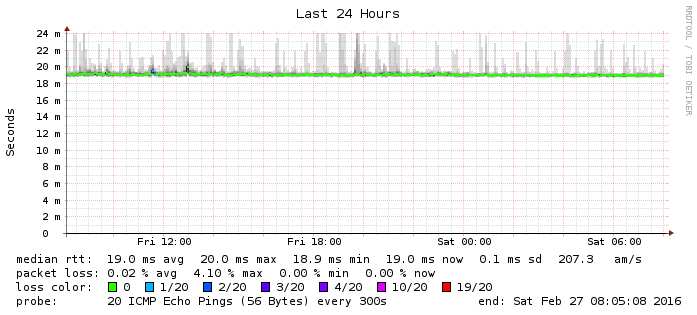 Last 24 Hours
RRDTOOL / TOBI OETIKER
Seconds
24 m
22 m
20 m
18 m
16 m
14 m
12 m
10 m
8 m
6 m
4 m
2 m
0
Fri 12:00 Fri 18:00 Sat 00:00 Sat 06:00
median rtt: 19.0 ms avg 20.0 ms max 18.9 ms min 19.0 ms now 0.1 ms sd 207.3 am/s
packet loss: 0.02 % avg 4.10 % max 0.00 % min 0.00 % now
loss color: 0 1/20 2/20 3/20 4/20 10/20 19/20
probe: 20 ICMP Echo Pings (56 Bytes) every 300s end: Sat Feb 27 08:05:08 2016